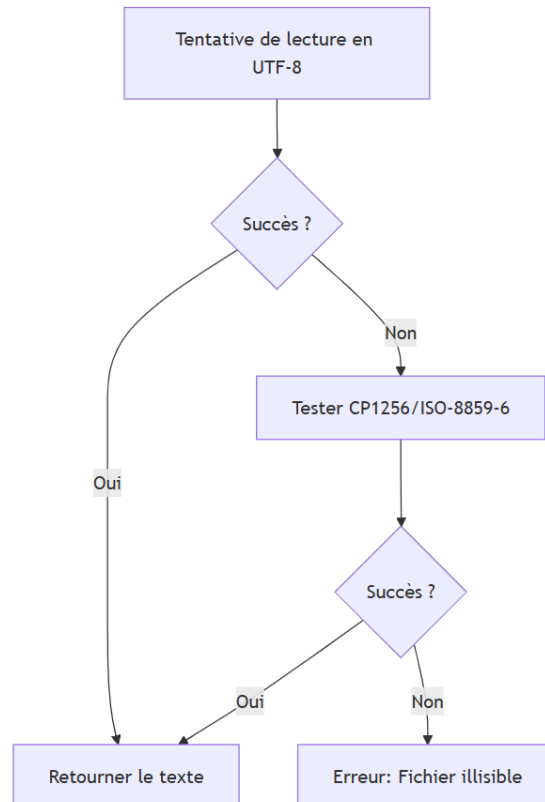 Tentative de lecture en
UTF-8
Succès ?
Non
Tester CP1256/ISO-8859-6
Oui
Succès ?
Oui
Non
Retourner le texte
Erreur: Fichier illisible